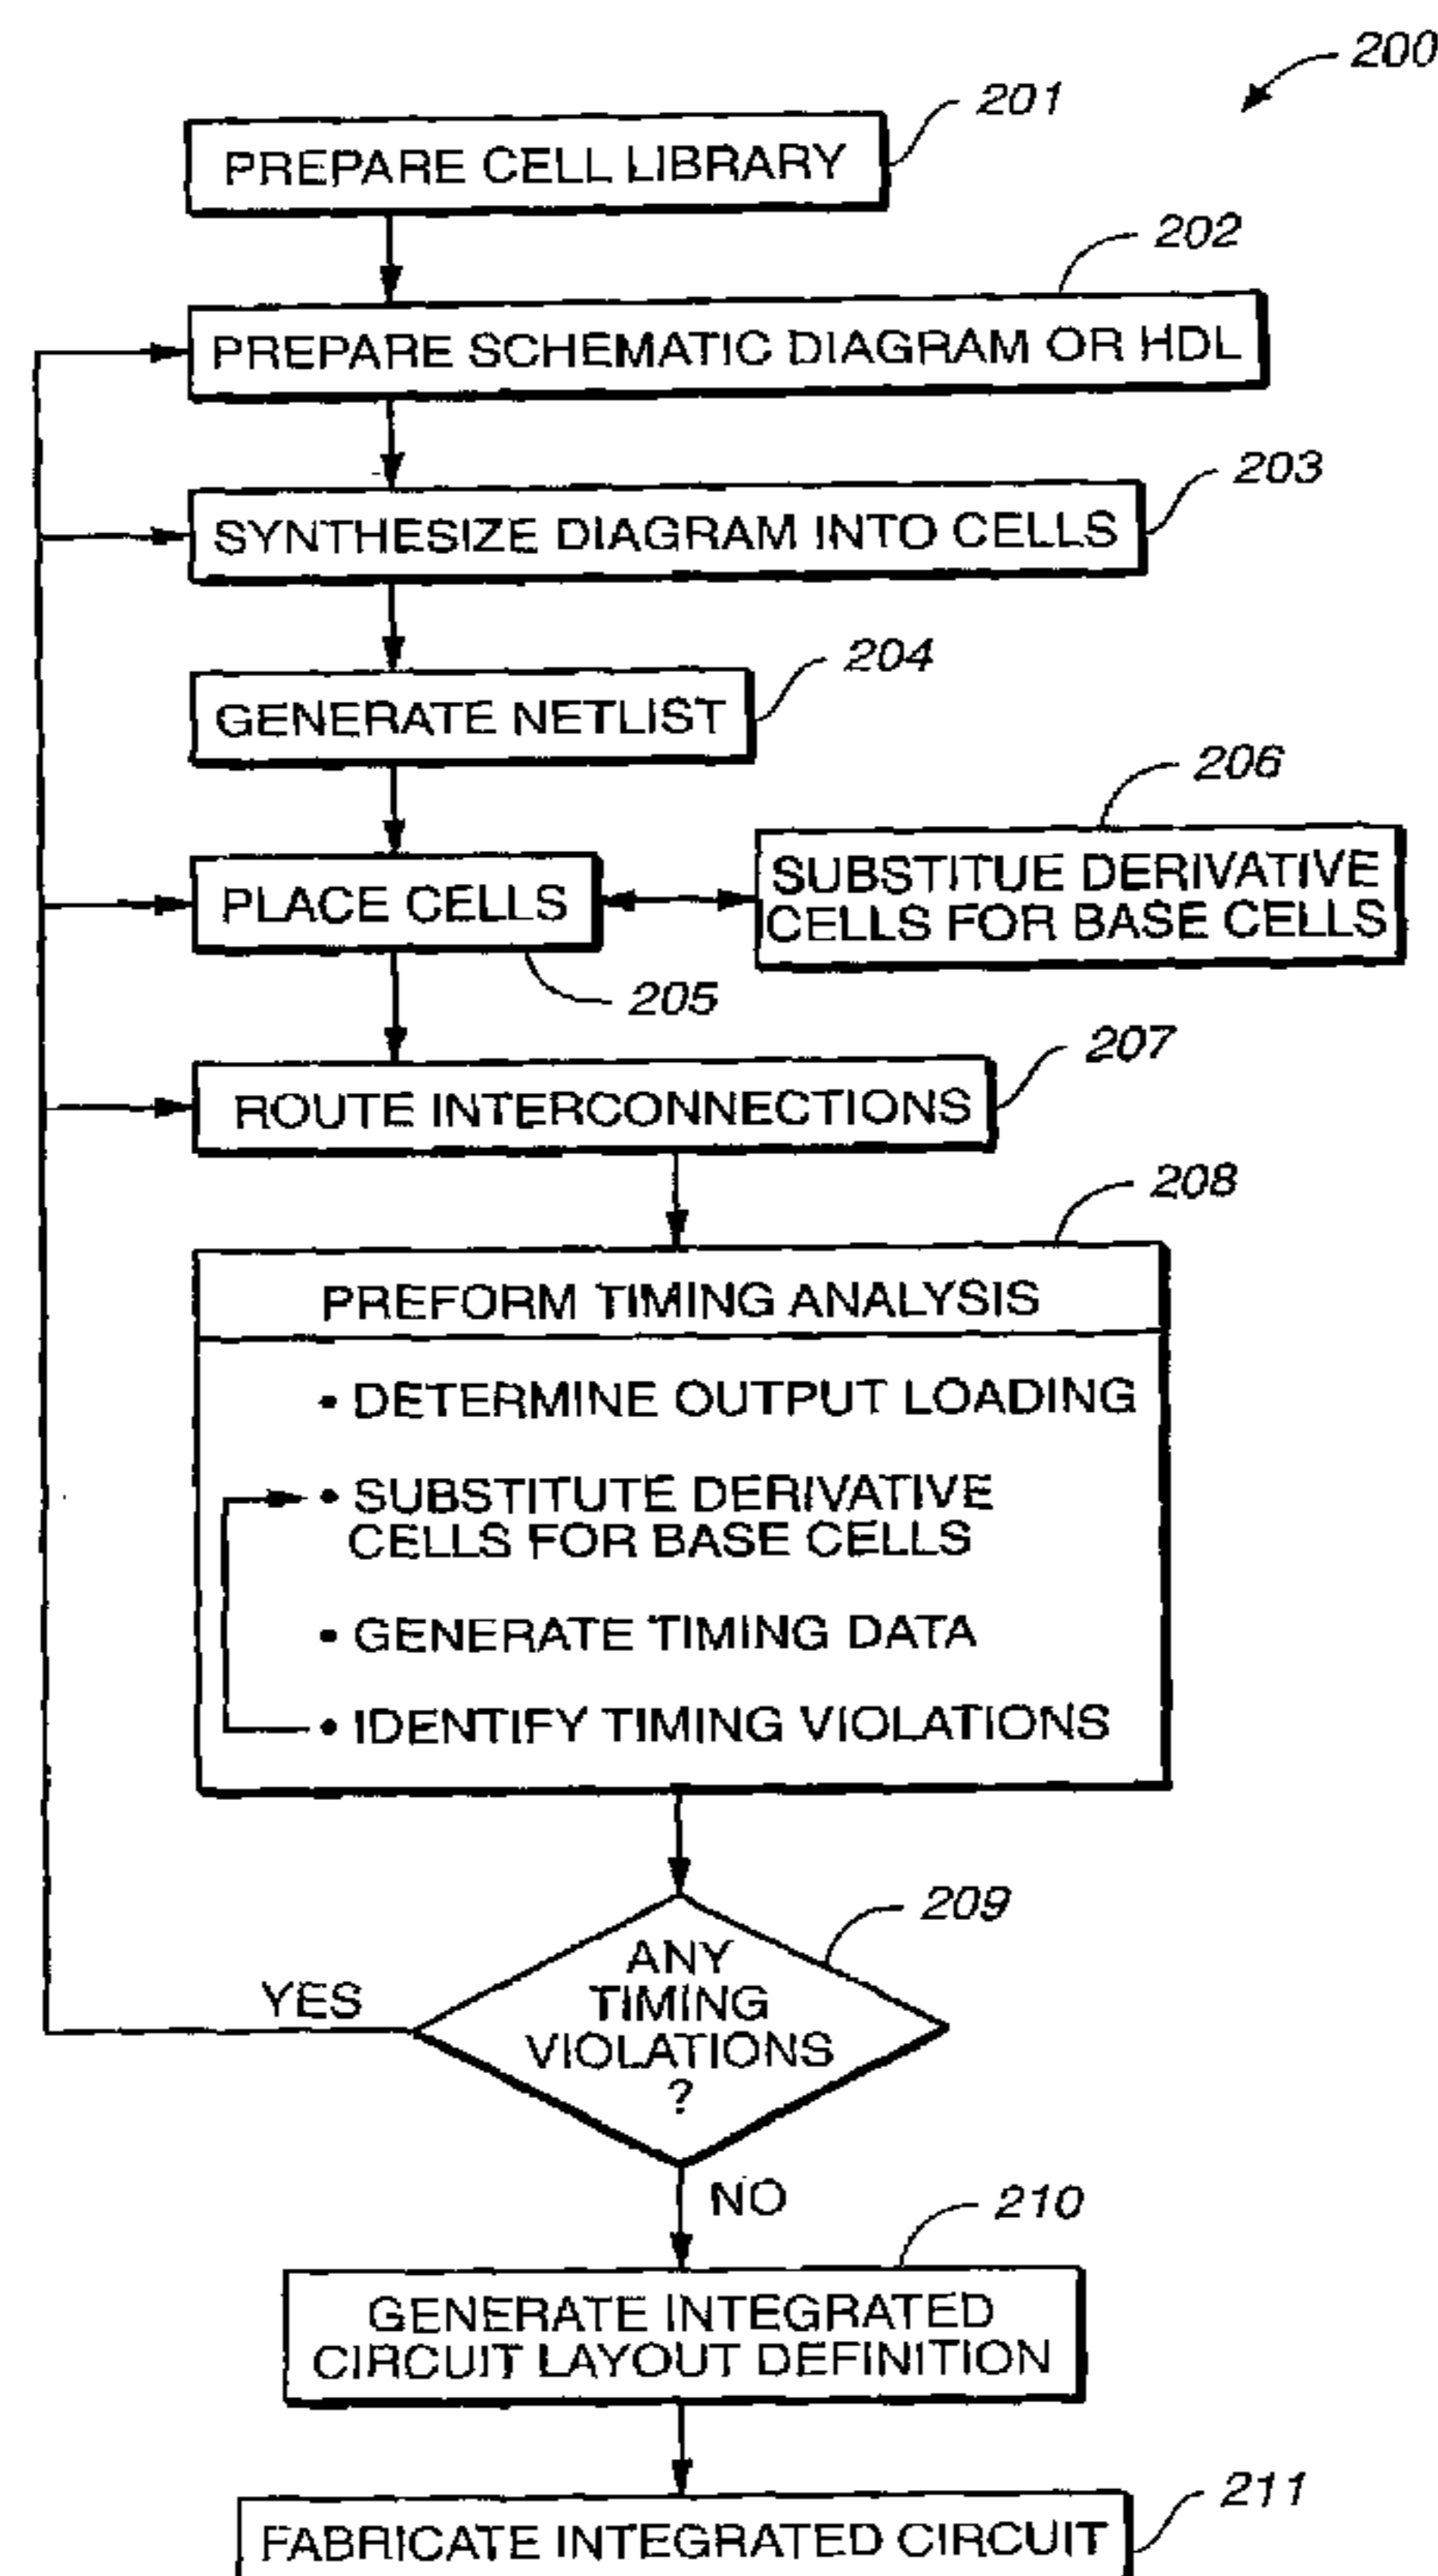 200
201
PREPARE CELL LIBRARY
202
PREPARE SCHEMATIC DIAGRAM OR HDL
203
SYNTHESIZE DIAGRAM INTO CELLS
204
GENERATE NETLIST
206
PLACE CELLS
SUBSTITUE DERIVATIVE
CELLS FOR BASE CELLS
205
207
ROUTE INTERCONNECTIONS
208
PREFORM TIMING ANALYSIS
• DETERMINE OUTPUT LOADING
• SUBSTITUTE DERIVATIVE
CELLS FOR BASE CELLS
• GENERATE TIMING DATA
• IDENTIFY TIMING VIOLATIONS
209
ANY
TIMING
VIOLATIONS
?
YES
NO
210
GENERATE INTEGRATED
CIRCUIT LAYOUT DEFINITION
211
FABRICATE INTEGRATED CIRCUIT